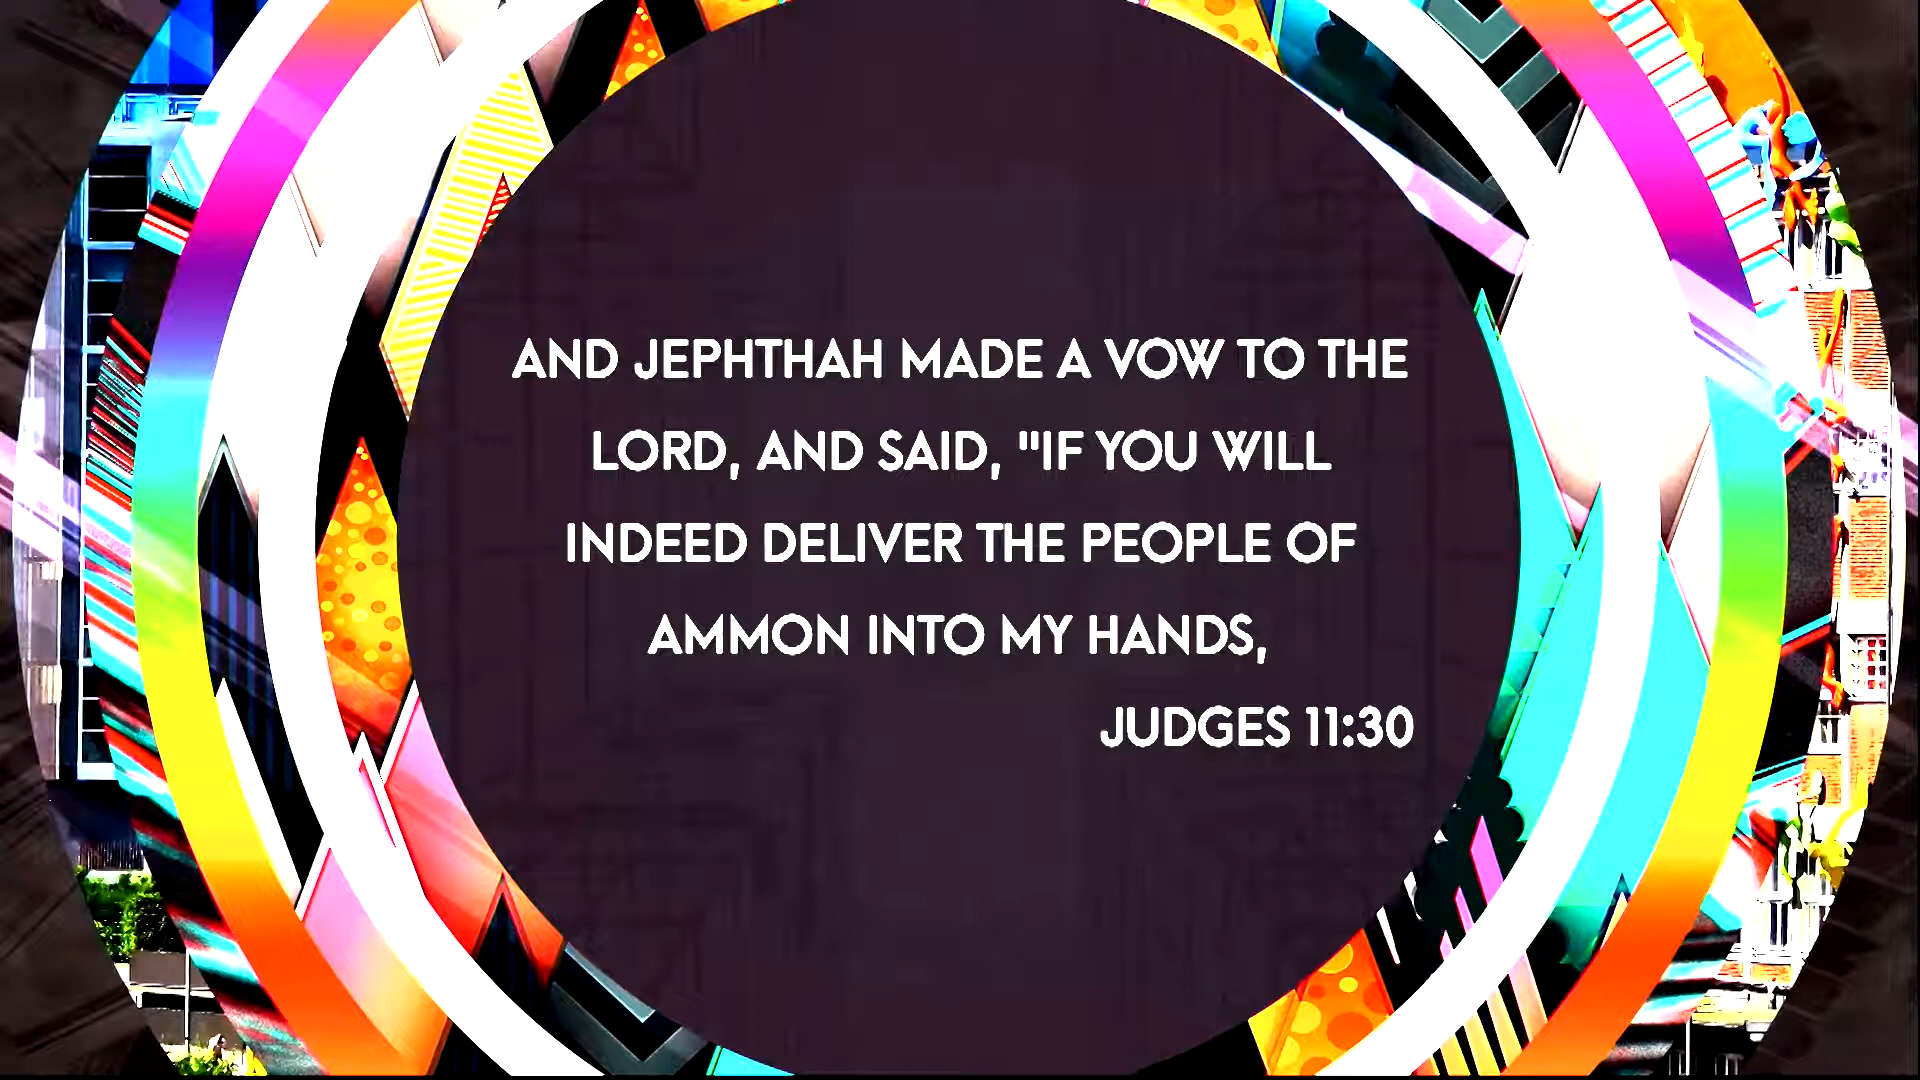 AND JEPHTHAH MADE A VOW TO THE
LORD, AND SAID, "IF YOU WILL
INDEED DELIVER THE PEOPLE OF
AMMON INTO MY HANDS,
JUDGES 11:30